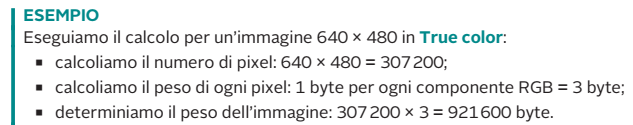 ESEMPIO
Eseguiamo il calcolo per un'immagine 640 × 480 in True color:
▪ calcoliamo il numero di pixel: 640 × 480 = 307 200;
▪ calcoliamo il peso di ogni pixel: 1 byte per ogni componente RGB = 3 byte;
▪ determiniamo il peso dell'immagine: 307 200 × 3 = 921 600 byte.